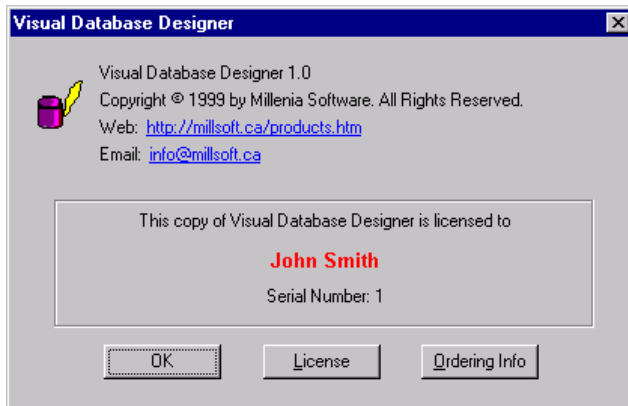 Visual Database Designer
Visual Database Designer 1.0
Copyright © 1999 by Millenia Software. All Rights Reserved.
Web: http://millsoft.ca/products.htm
Email: info@millsoft.ca
This copy of Visual Database Designer is licensed to
John Smith
Serial Number: 1
OK License Ordering Info